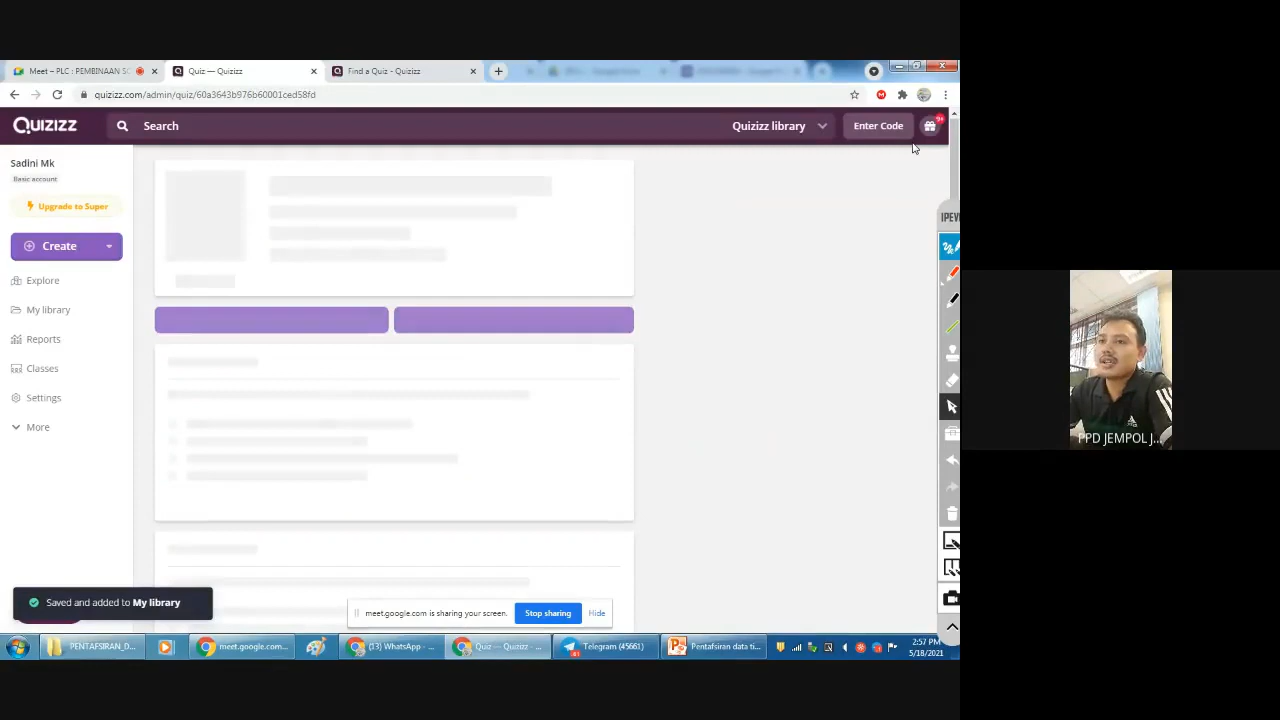 Meet – PLC : PEMBINAAN SO
Quiz — Quizizz
Find a Quiz - Quizizz
quizizz.com/admin/quiz/60a3643b976b60001ced58fd
Quizizz
Search
Quizizz library
Enter Code
9+
Sadini Mk
Basic account
Upgrade to Super
Create
Explore
My library
Reports
Classes
Settings
More
IPEV
PPD JEMPOL J...
Saved and added to My library
meet.google.com is sharing your screen.
Stop sharing
Hide
PENTAFSIRAN_D...
meet.google.com...
(13) WhatsApp - ...
Quiz — Quizizz - ...
Telegram (45661)
Pentafsiran data ti...
2:57 PM
5/18/2021